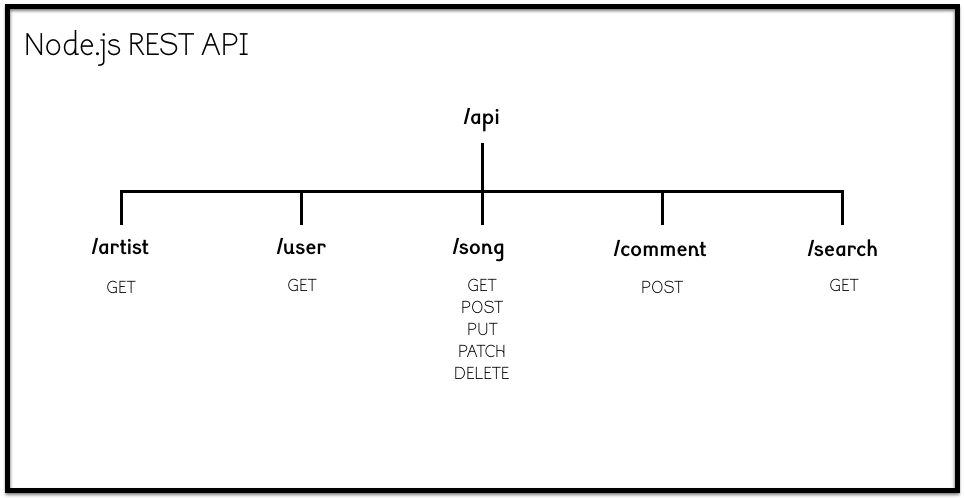 Node.js REST API
/api
/artist
GET
/user
GET
/song
GET
POST
PUT
PATCH
DELETE
/comment
POST
/search
GET